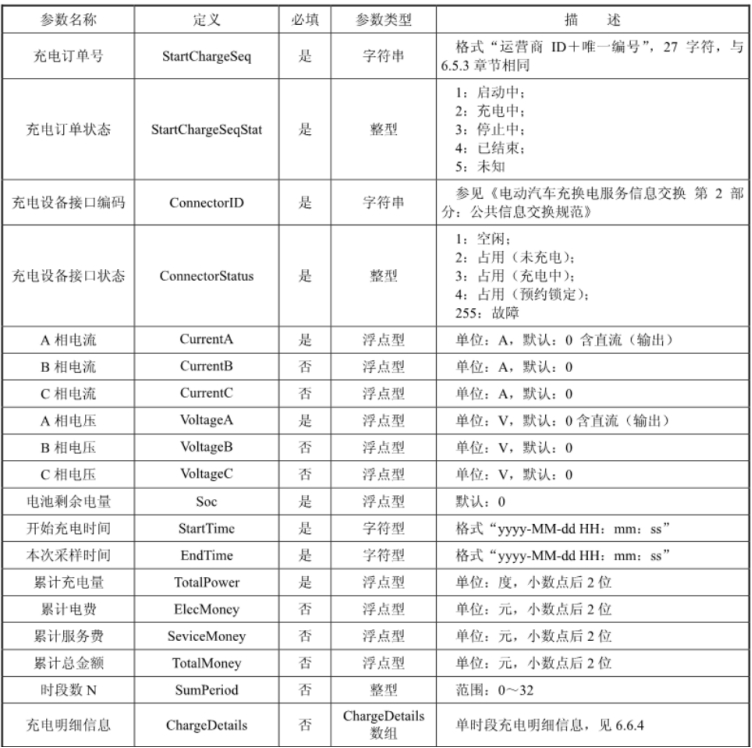 参数名称 定义 必填 参数类型 描 述
充电订单号 StartChargeSeq 是 字符串 格式“运营商 ID+唯一编号”，27 字符，与
6.5.3 章节相同
充电订单状态 StartChargeSeqStat 是 整型 1：启动中；
2：充电中；
3：停止中；
4：已结束；
5：未知
充电设备接口编码 ConnectorID 是 字符串 参见《电动汽车充换电服务信息交换 第 2 部
分：公共信息交换规范》
充电设备接口状态 ConnectorStatus 是 整型 1：空闲；
2：占用（未充电）；
3：占用（充电中）；
4：占用（预约锁定）；
255：故障
A 相电流 CurrentA 是 浮点型 单位：A，默认：0 含直流（输出）
B 相电流 CurrentB 否 浮点型 单位：A，默认：0
C 相电流 CurrentC 否 浮点型 单位：A，默认：0
A 相电压 VoltageA 是 浮点型 单位：V，默认：0 含直流（输出）
B 相电压 VoltageB 否 浮点型 单位：V，默认：0
C 相电压 VoltageC 否 浮点型 单位：V，默认：0
电池剩余电量 Soc 是 浮点型 默认：0
开始充电时间 StartTime 是 字符型 格式“yyyy-MM-dd HH：mm：ss”
本次采样时间 EndTime 是 字符型 格式“yyyy-MM-dd HH：mm：ss”
累计充电量 TotalPower 是 浮点型 单位：度，小数点后 2 位
累计电费 ElecMoney 否 浮点型 单位：元，小数点后 2 位
累计服务费 SeviceMoney 否 浮点型 单位：元，小数点后 2 位
累计总金额 TotalMoney 否 浮点型 单位：元，小数点后 2 位
时段数 N SumPeriod 否 整型 范围：0～32
充电明细信息 ChargeDetails 否 ChargeDetails
数组 单时段充电明细信息，见 6.6.4